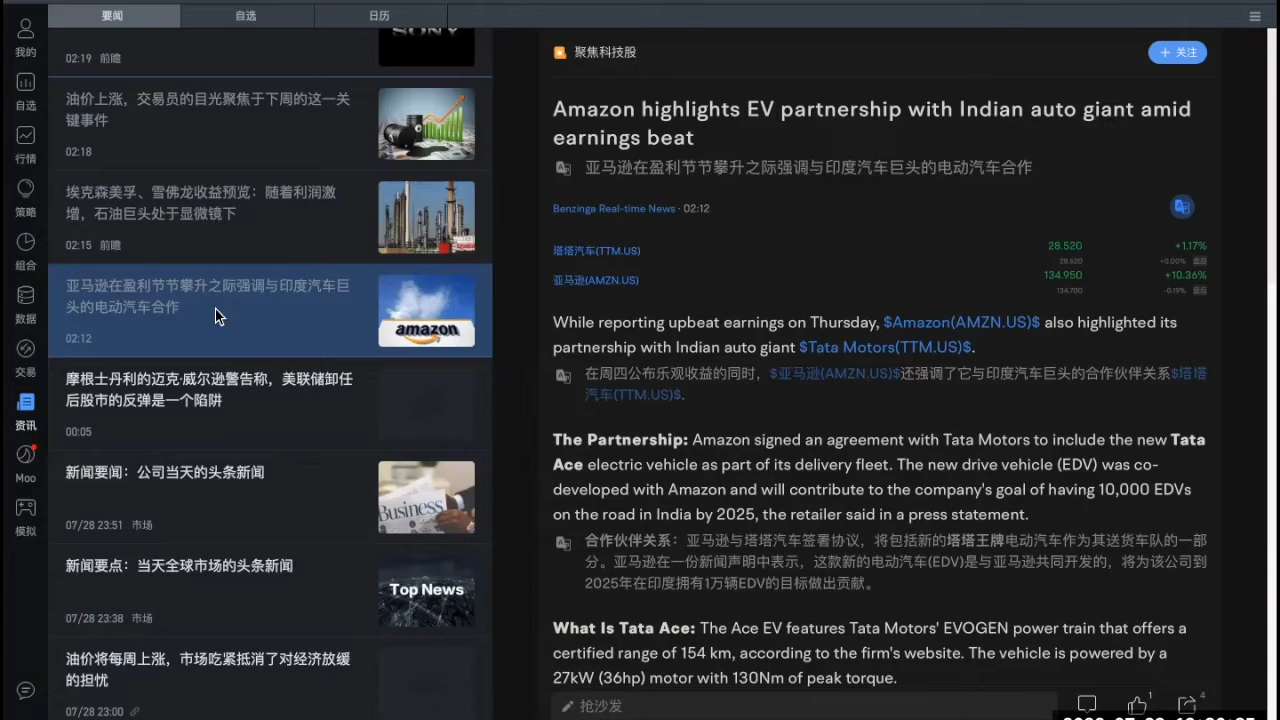 要闻
自选
日历
我的
自选
行情
策略
组合
数据
交易
资讯
Moo
模拟
SONY
02:19 前瞻
油价上涨，交易员的目光聚焦于下周的这一关
键事件
02:18
埃克森美孚、雪佛龙收益预览：随着利润激
增，石油巨头处于显微镜下
02:15 前瞻
亚马逊在盈利节节攀升之际强调与印度汽车巨
头的电动汽车合作
02:12
amazon
摩根士丹利的迈克·威尔逊警告称，美联储卸任
后股市的反弹是一个陷阱
00:05
新闻要闻：公司当天的头条新闻
07/28 23:51 市场
Business
新闻要点：当天全球市场的头条新闻
07/28 23:38 市场
Top News
油价将每周上涨，市场吃紧抵消了对经济放缓
的担忧
07/28 23:00
聚焦科技股
+ 关注
Amazon highlights EV partnership with Indian auto giant amid
earnings beat
亚马逊在盈利节节攀升之际强调与印度汽车巨头的电动汽车合作
Benzinga Real-time News · 02:12
塔塔汽车(TTM.US) 28.520 +1.17%
28.520 +0.00% 盘后
亚马逊(AMZN.US) 134.950 +10.36%
134.700 -0.19% 盘后
While reporting upbeat earnings on Thursday, $Amazon(AMZN.US)$ also highlighted its
partnership with Indian auto giant $Tata Motors(TTM.US)$.
在周四公布乐观收益的同时，$亚马逊(AMZN.US)$还强调了它与印度汽车巨头的合作伙伴关系$塔塔
汽车(TTM.US)$.
The Partnership: Amazon signed an agreement with Tata Motors to include the new Tata
Ace electric vehicle as part of its delivery fleet. The new drive vehicle (EDV) was co-
developed with Amazon and will contribute to the company's goal of having 10,000 EDVs
on the road in India by 2025, the retailer said in a press statement.
合作伙伴关系：亚马逊与塔塔汽车签署协议，将包括新的塔塔王牌电动汽车作为其送货车队的一部
分。亚马逊在一份新闻声明中表示，这款新的电动汽车(EDV)是与亚马逊共同开发的，将为该公司到
2025年在印度拥有1万辆EDV的目标做出贡献。
What Is Tata Ace: The Ace EV features Tata Motors' EVOGEN power train that offers a
certified range of 154 km, according to the firm's website. The vehicle is powered by a
27kW (36hp) motor with 130Nm of peak torque.
抢沙发
1
4